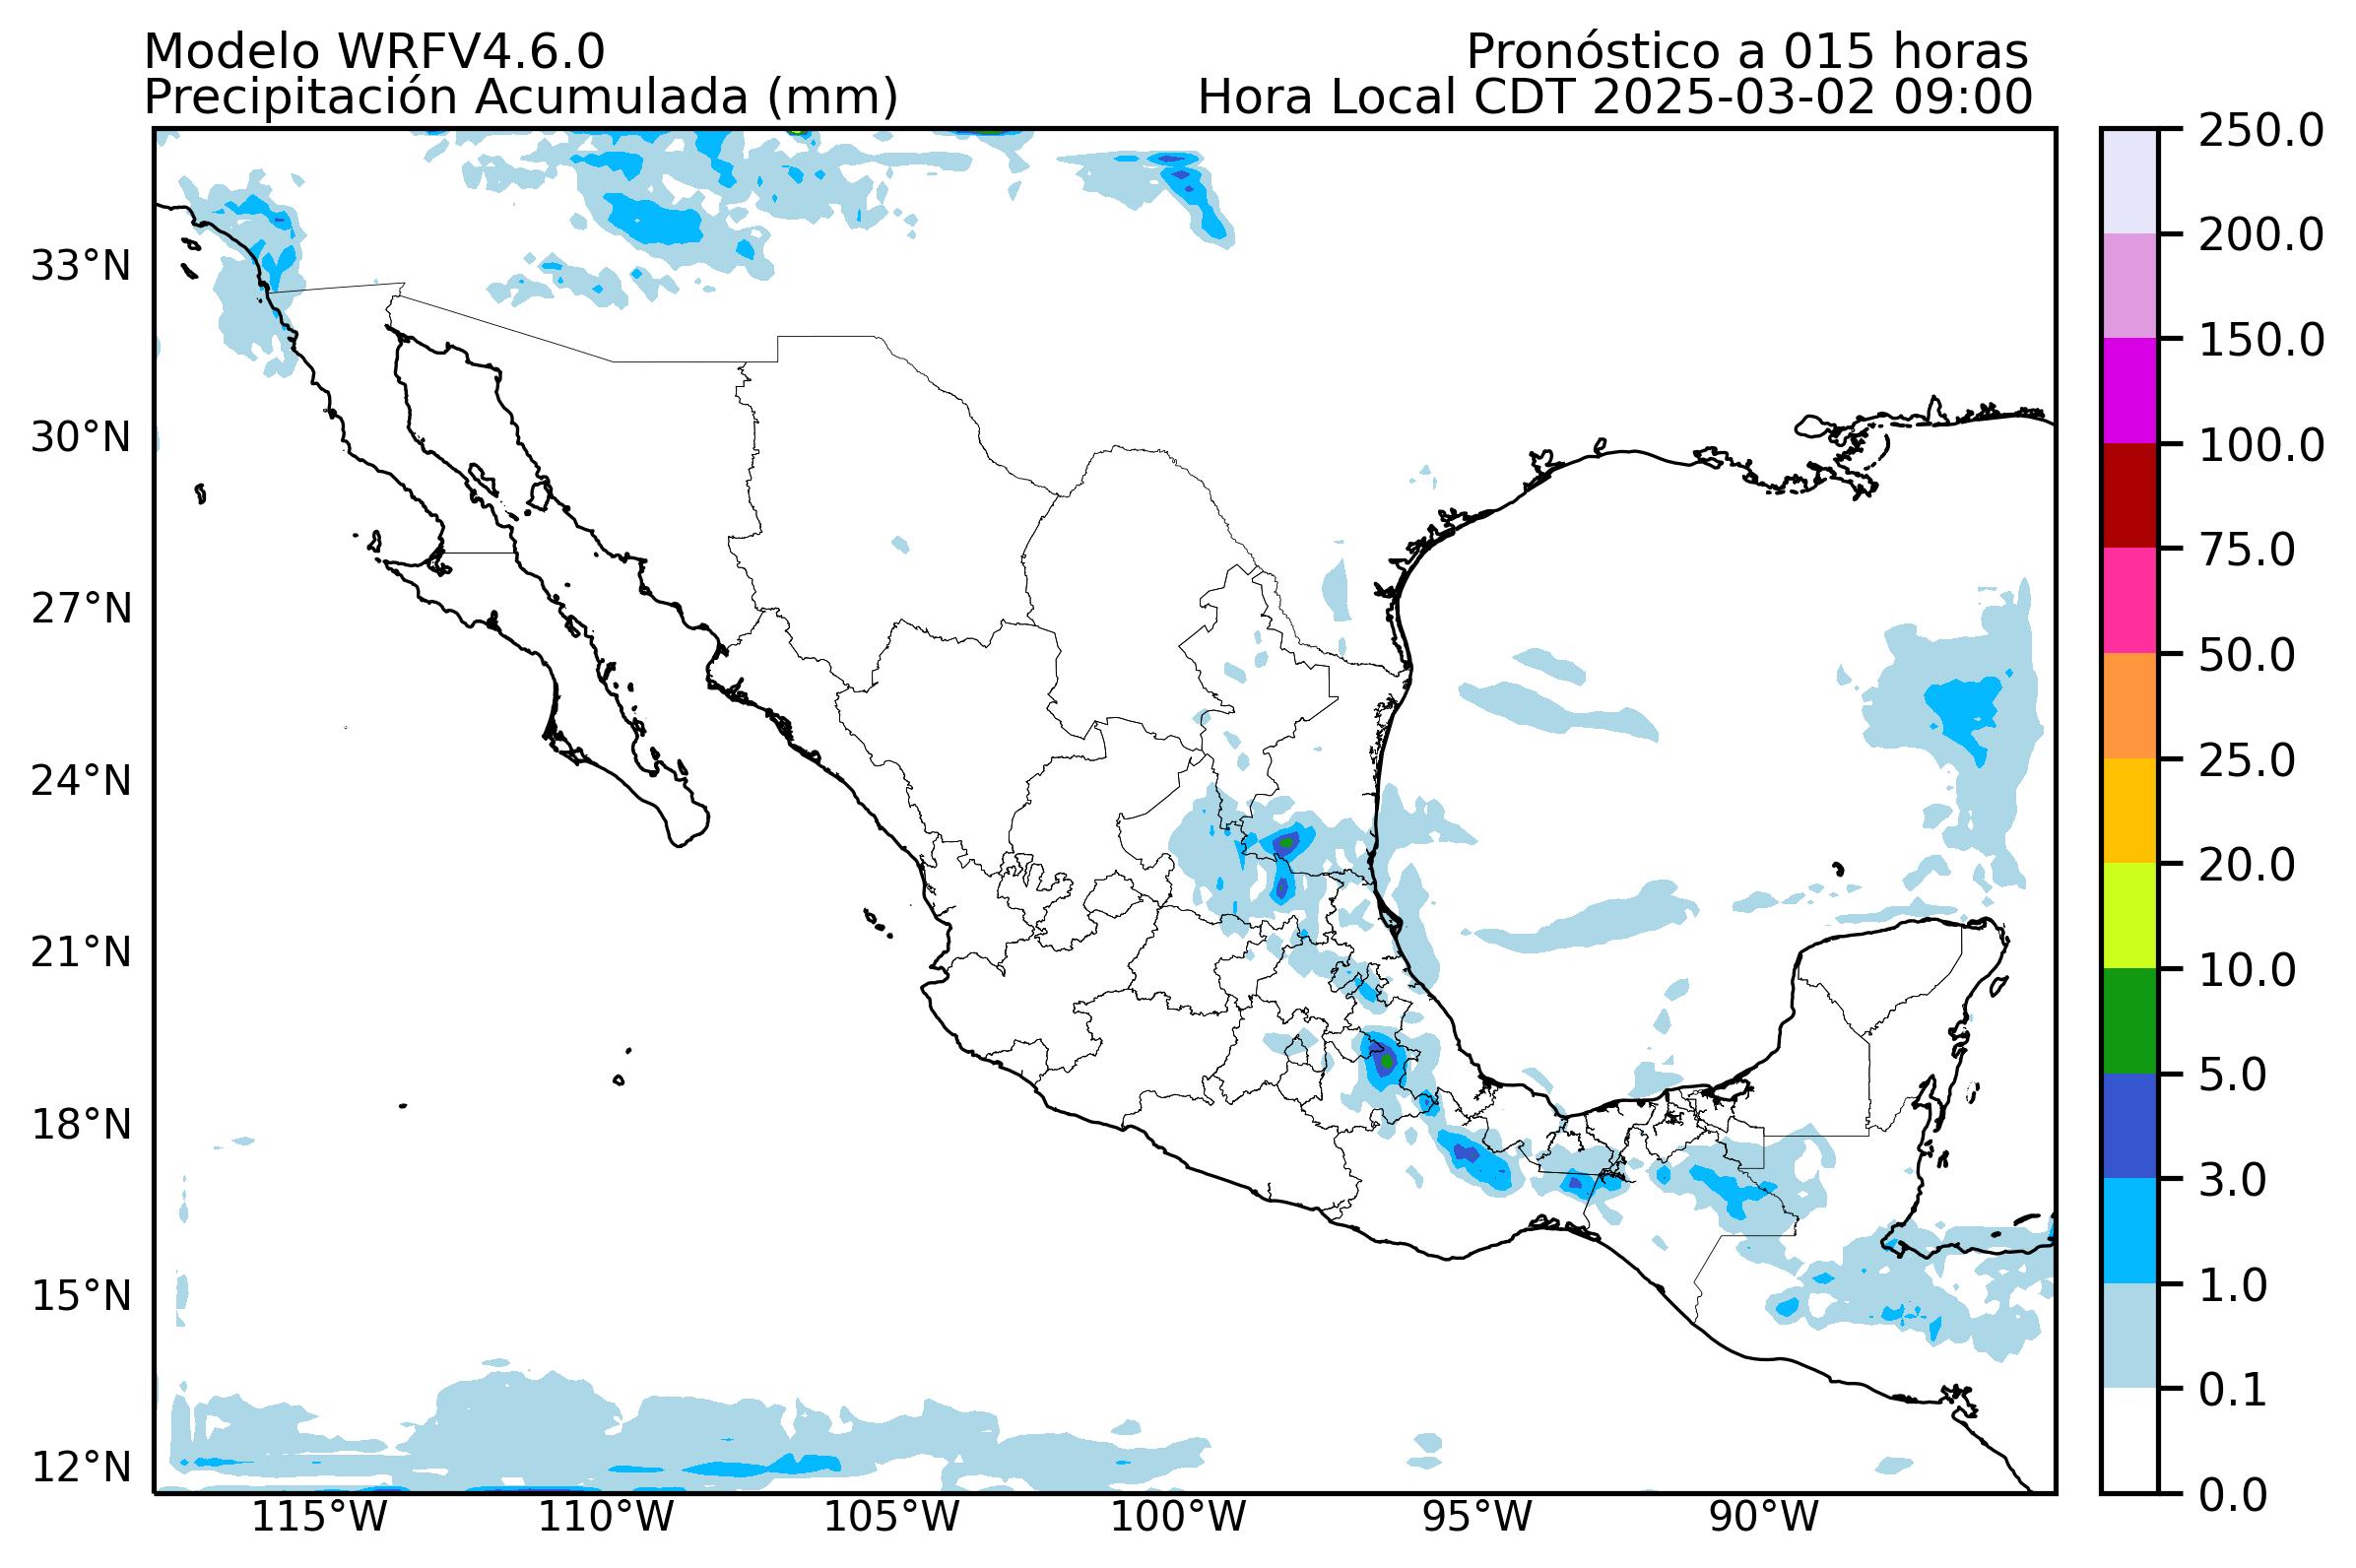 Modelo WRFV4.6.0
Pronóstico a 015 horas
Precipitación Acumulada (mm)
Hora Local CDT 2025-03-02 09:00
33°N
30°N
27°N
24°N
21°N
18°N
15°N
12°N
115°W
110°W
105°W
100°W
95°W
90°W
250.0
200.0
150.0
100.0
75.0
50.0
25.0
20.0
10.0
5.0
3.0
1.0
0.1
0.0